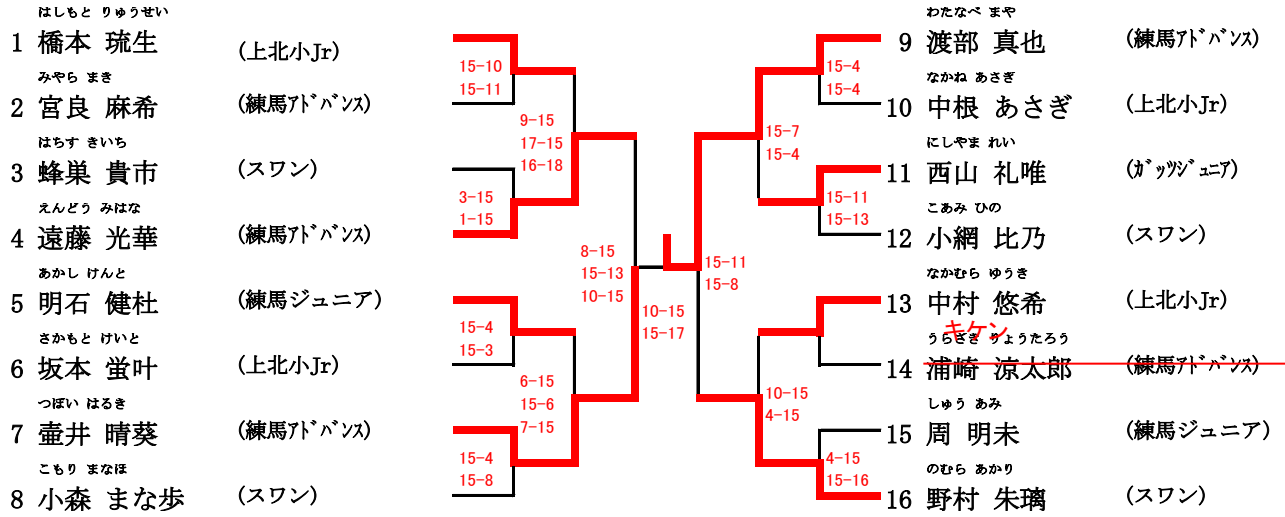 はしもと りゅうせい
1 橋本 琉生 (上北小Jr)
みやら まき
2 宮良 麻希 (練馬ｱﾄﾞﾊﾞﾝｽ)
はちす きいち
3 蜂巣 貴市 (スワン)
えんどう みはな
4 遠藤 光華 (練馬ｱﾄﾞﾊﾞﾝｽ)
あかし けんと
5 明石 健杜 (練馬ジュニア)
さかもと けいと
6 坂本 蛍叶 (上北小Jr)
つぼい はるき
7 壷井 晴葵 (練馬ｱﾄﾞﾊﾞﾝｽ)
こもり まなほ
8 小森 まな歩 (スワン)
15-10
15-11
3-15
1-15
15-4
15-3
15-4
15-8
9-15
17-15
16-18
6-15
15-6
7-15
8-15
15-13
10-15
10-15
15-17
15-11
15-8
15-7
15-4
10-15
4-15
15-4
15-4
15-11
15-13
4-15
15-16
わたなべ まや
9 渡部 真也 (練馬ｱﾄﾞﾊﾞﾝｽ)
なかね あさぎ
10 中根 あさぎ (上北小Jr)
にしやま れい
11 西山 礼唯 (ｶﾞｯﾂｼﾞｭﾆｱ)
こあみ ひの
12 小網 比乃 (スワン)
なかむら ゆうき
13 中村 悠希 (上北小Jr)
キケン
うらざき りょうたろう
14 浦崎 涼太郎 (練馬ｱﾄﾞﾊﾞﾝｽ)
しゅう あみ
15 周 明未 (練馬ジュニア)
のむら あかり
16 野村 朱璃 (スワン)